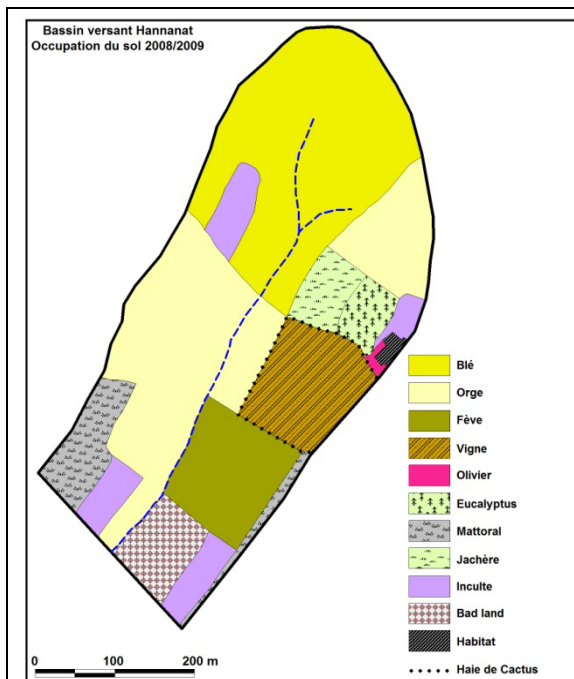 Bassin versant Hannanat
Occupation du sol 2008/2009
Blé
Orge
Fève
Vigne
Olivier
Eucalyptus
Mattoral
Jachère
Inculte
Bad land
Habitat
Haie de Cactus
0 100 200 m